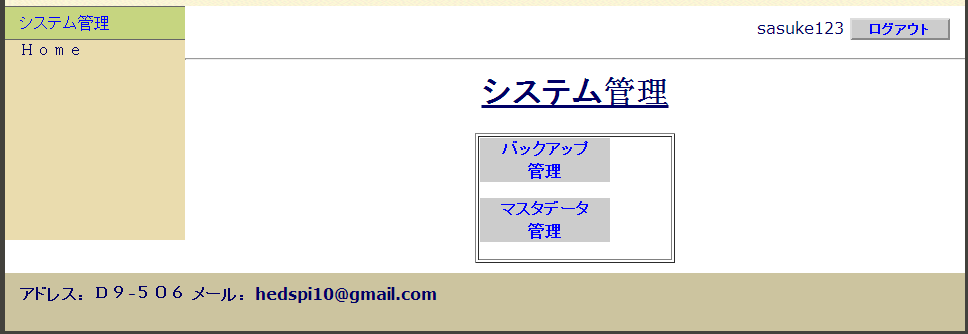 システム管理
Ｈｏｍｅ
sasuke123 ログアウト
システム管理
バックアップ
管理
マスタデータ
管理
アドレス：Ｄ９-５０６ メール：hedspi10@gmail.com